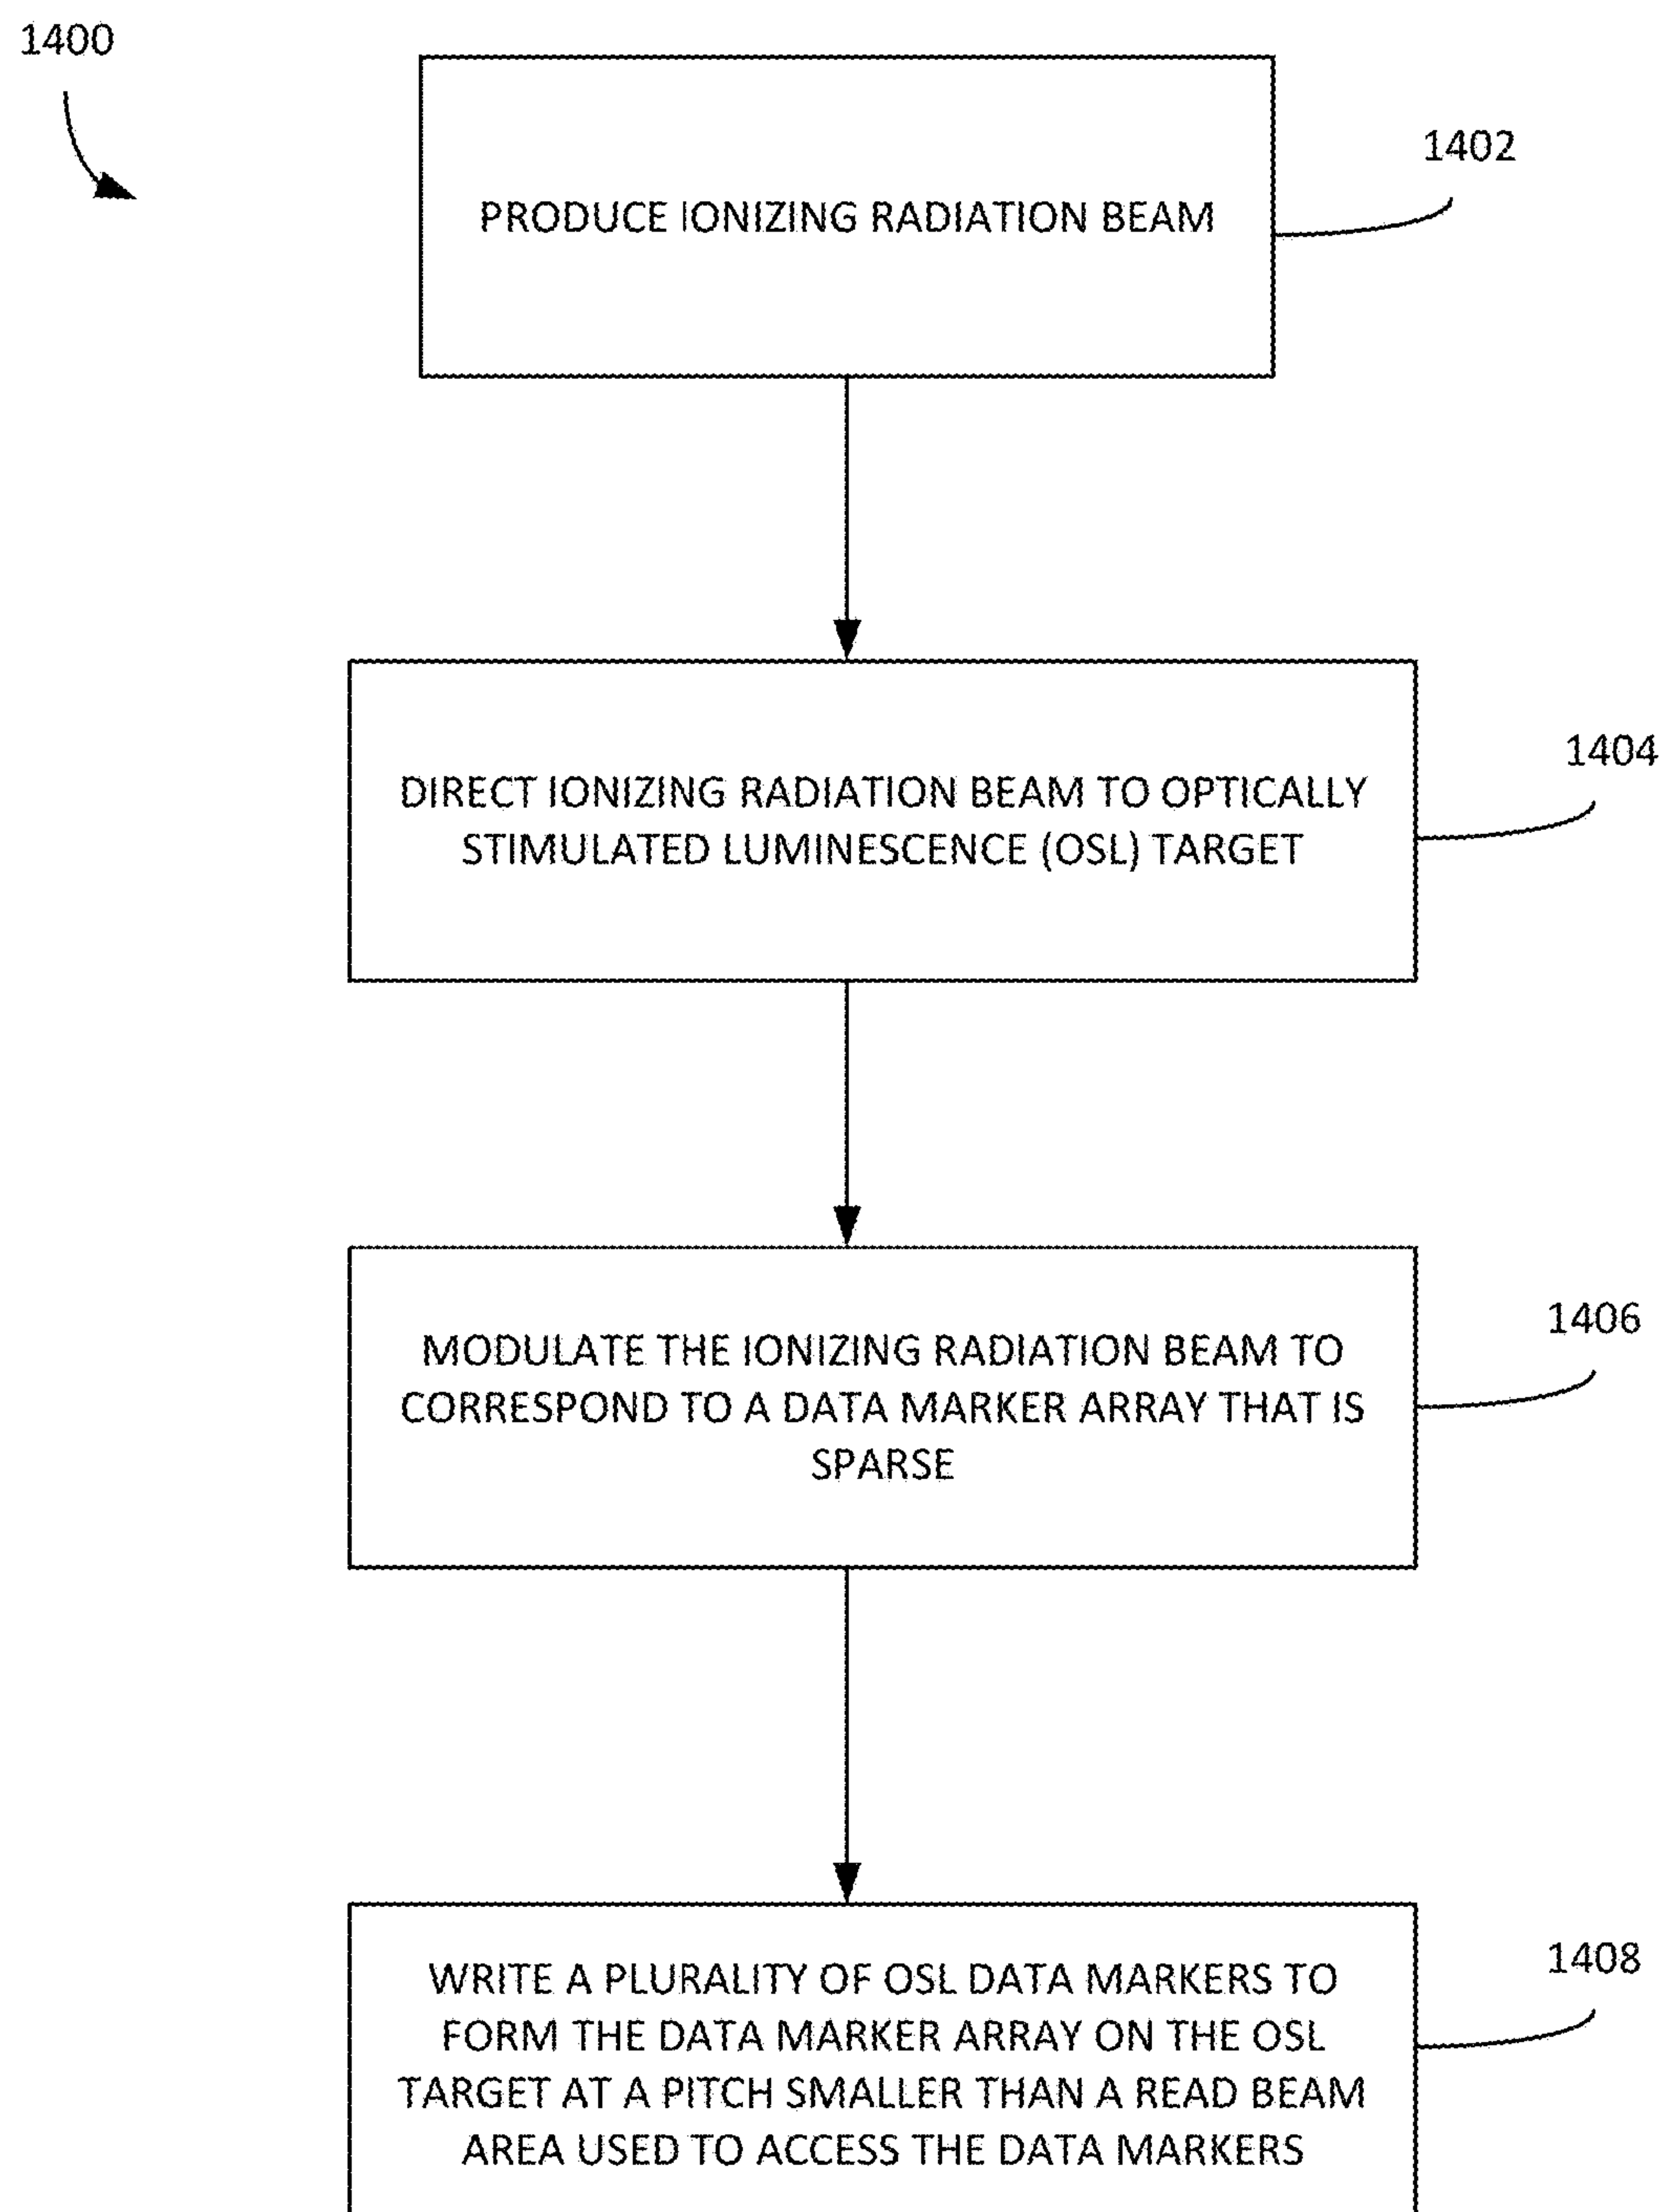 1400
1402
PRODUCE IONIZING RADIATION BEAM
1404
DIRECT IONIZING RADIATION BEAM TO OPTICALLY
STIMULATED LUMINESCENCE (OSL) TARGET
1406
MODULATE THE IONIZING RADIATION BEAM TO
CORRESPOND TO A DATA MARKER ARRAY THAT IS
SPARSE
1408
WRITE A PLURALITY OF OSL DATA MARKERS TO
FORM THE DATA MARKER ARRAY ON THE OSL
TARGET AT A PITCH SMALLER THAN A READ BEAM
AREA USED TO ACCESS THE DATA MARKERS